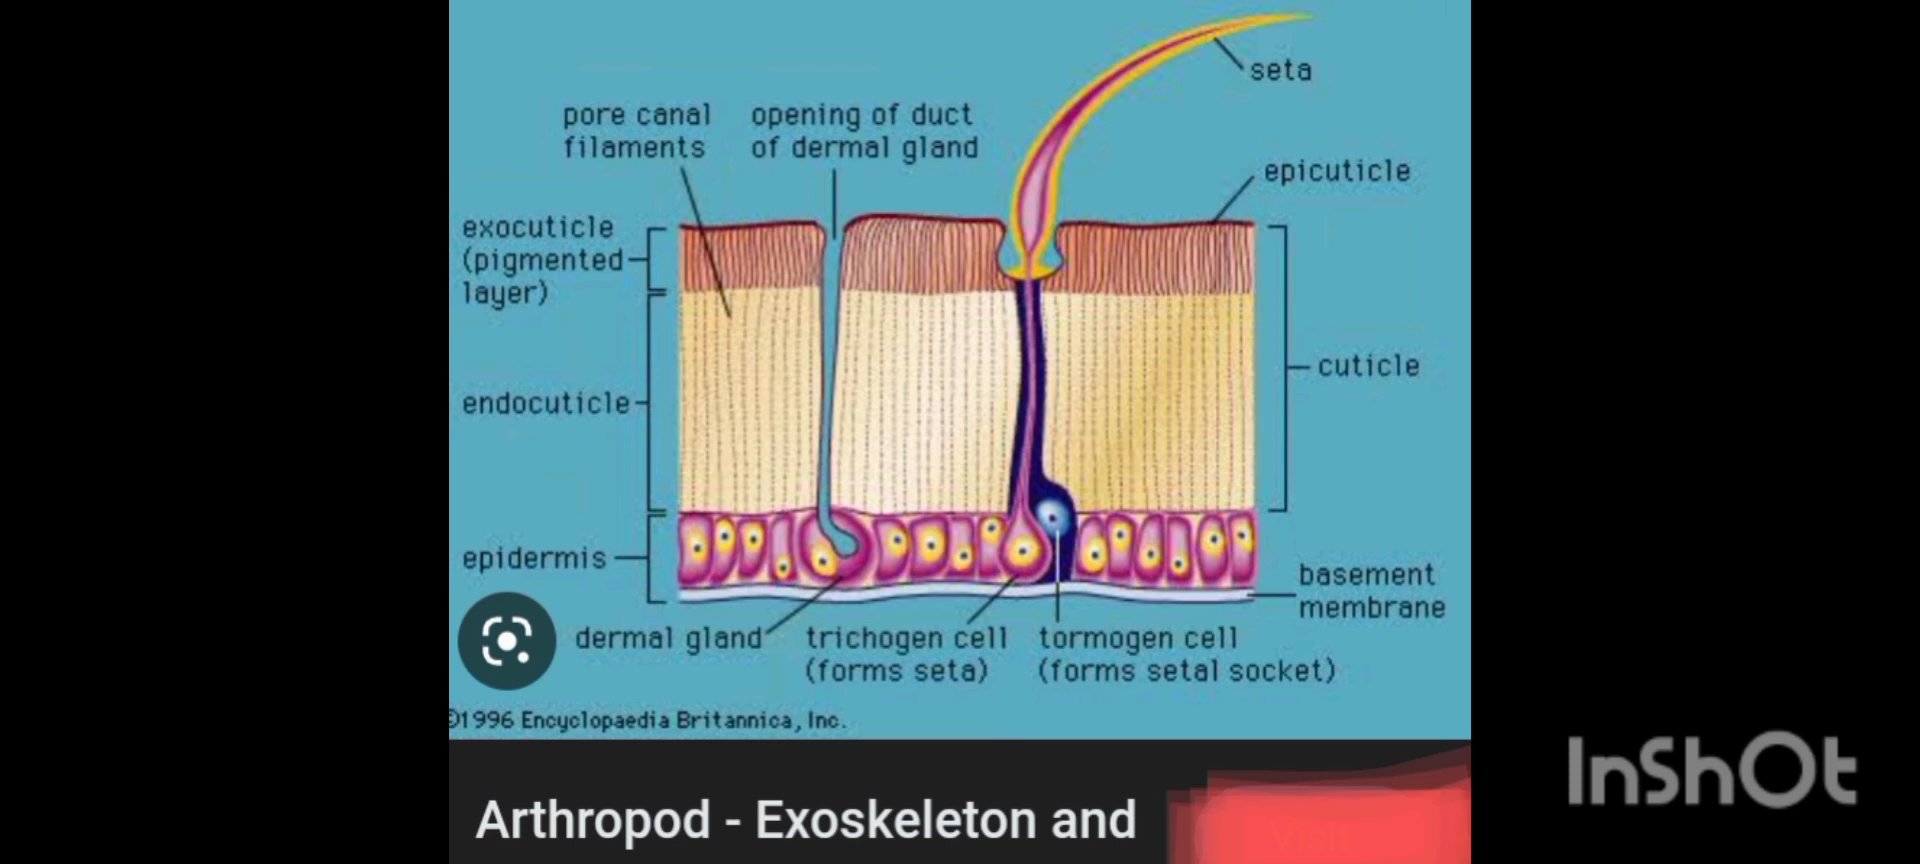 seta
pore canal
filaments
opening of duct
of dermal gland
epicuticle
exocuticle
(pigmented
layer)
cuticle
endocuticle
epidermis
basement
membrane
dermal gland
trichogen cell
(forms seta)
tormogen cell
(forms setal socket)
©1996 Encyclopaedia Britannica, Inc.
Arthropod - Exoskeleton and
InShOt